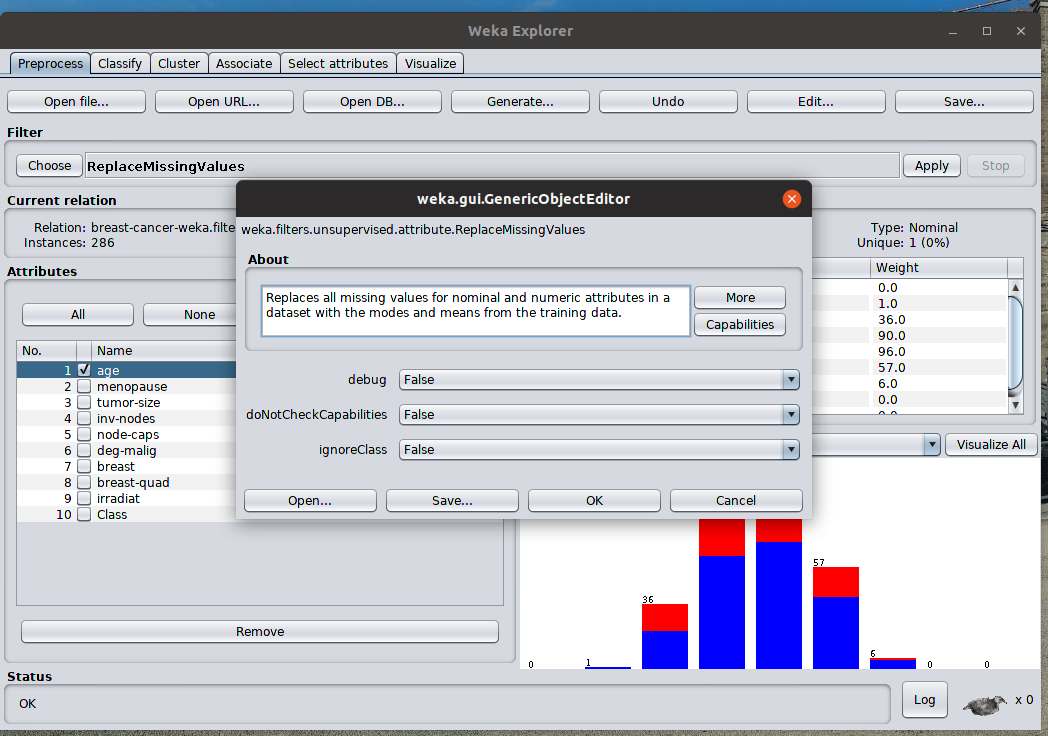 Weka Explorer
Preprocess Classify Cluster Associate Select attributes Visualize
Open file... Open URL... Open DB... Generate... Undo Edit... Save...
Filter
Choose ReplaceMissingValues Apply Stop
Current relation
Relation: breast-cancer-weka.filte
Instances: 286
Type: Nominal
Unique: 1 (0%)
Attributes
All None
No. Name
1 age
2 menopause
3 tumor-size
4 inv-nodes
5 node-caps
6 deg-malig
7 breast
8 breast-quad
9 irradiat
10 Class
Remove
weka.gui.GenericObjectEditor
weka.filters.unsupervised.attribute.ReplaceMissingValues
About
Replaces all missing values for nominal and numeric attributes in a
dataset with the modes and means from the training data.
More
Capabilities
debug False
doNotCheckCapabilities False
ignoreClass False
Open... Save... OK Cancel
Weight
0.0
1.0
36.0
90.0
96.0
57.0
6.0
0.0
Visualize All
0 1 36 57 6 0 0
Status
OK
Log x 0